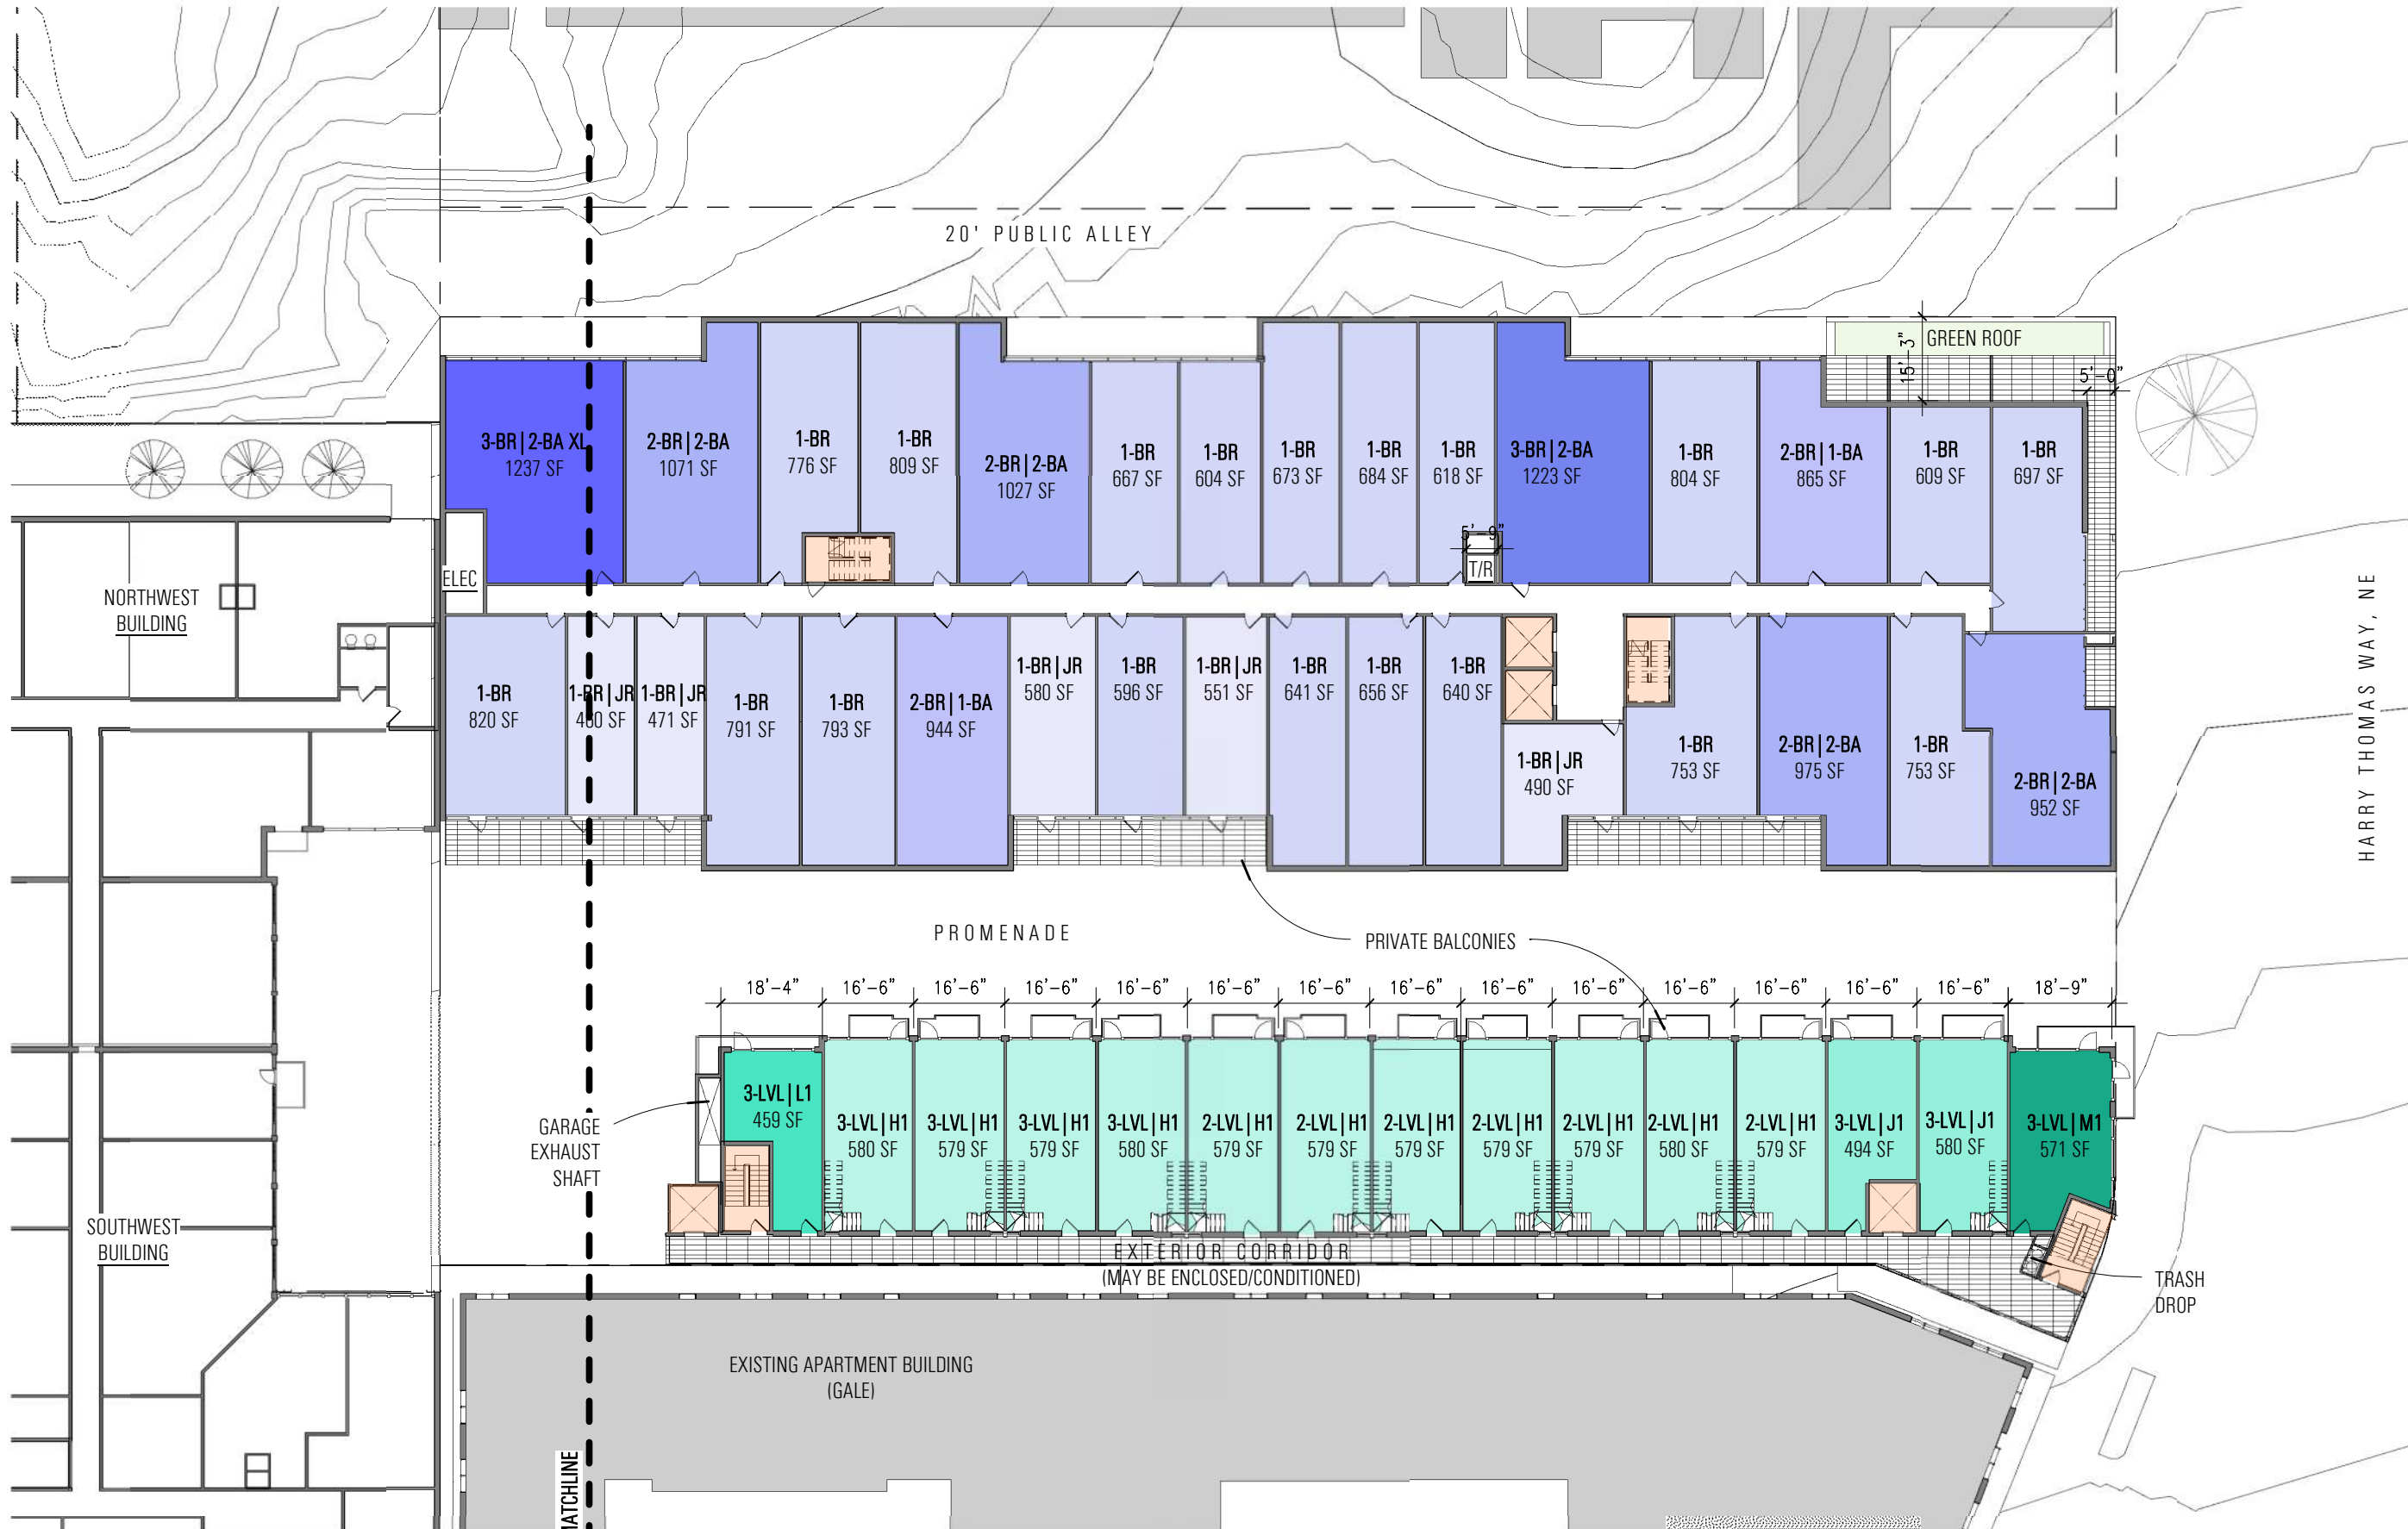 20' PUBLIC ALLEY
GREEN ROOF
15'-3"
5'-0"
3-BR|2-BA XL
1237 SF
2-BR|2-BA
1071 SF
1-BR
776 SF
1-BR
809 SF
2-BR|2-BA
1027 SF
1-BR
667 SF
1-BR
604 SF
1-BR
673 SF
1-BR
684 SF
1-BR
618 SF
3-BR|2-BA
1223 SF
1-BR
804 SF
2-BR|1-BA
865 SF
1-BR
609 SF
1-BR
697 SF
5'-9"
T/R
ELEC
NORTHWEST
BUILDING
HARRY THOMAS WAY, NE
1-BR
820 SF
1-BR|JR
SF
1-BR|JR
471 SF
1-BR
791 SF
1-BR
793 SF
2-BR|1-BA
944 SF
1-BR|JR
580 SF
1-BR
596 SF
1-BR|JR
551 SF
1-BR
641 SF
1-BR
656 SF
1-BR
640 SF
1-BR|JR
490 SF
1-BR
753 SF
2-BR|2-BA
975 SF
1-BR
753 SF
2-BR|2-BA
952 SF
PROMENADE
PRIVATE BALCONIES
18'-4"
16'-6"
16'-6"
16'-6"
16'-6"
16'-6"
16'-6"
16'-6"
16'-6"
16'-6"
16'-6"
16'-6"
16'-6"
16'-6"
18'-9"
3-LVL|L1
459 SF
3-LVL|H1
580 SF
3-LVL|H1
579 SF
3-LVL|H1
579 SF
3-LVL|H1
580 SF
2-LVL|H1
579 SF
2-LVL|H1
579 SF
2-LVL|H1
579 SF
2-LVL|H1
579 SF
2-LVL|H1
579 SF
2-LVL|H1
580 SF
2-LVL|H1
579 SF
3-LVL|J1
494 SF
3-LVL|J1
580 SF
3-LVL|M1
571 SF
GARAGE
EXHAUST
SHAFT
SOUTHWEST
BUILDING
EXTERIOR CORRIDOR
(MAY BE ENCLOSED/CONDITIONED)
TRASH
DROP
EXISTING APARTMENT BUILDING
(GALE)
MATCHLINE